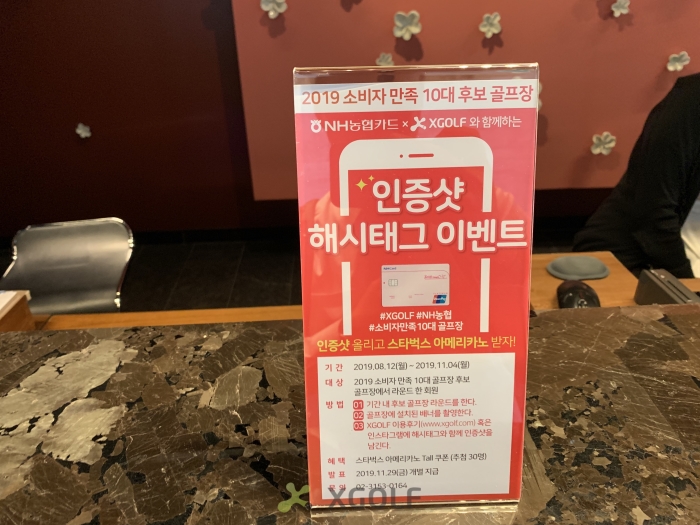 2019 소비자 만족 10대 후보 골프장
NH농협카드 × XGOLF 와 함께하는
인증샷
해시태그 이벤트
#XGOLF #NH농협
#소비자만족10대 골프장
인증샷 올리고 스타벅스 아메리카노 받자!
기 간 2019.08.12(월) ~ 2019.11.04(월)
대 상 2019 소비자 만족 10대 골프장 후보
골프장에서 라운드 한 회원
방 법 01 기간 내 후보 골프장 라운드를 한다.
02 골프장에 설치된 베너를 촬영한다.
03 XGOLF 이용후기(www.xgolf.com) 혹은
인스타그램에 해시태그와 함께 인증샷을
남긴다.
혜 택 스타벅스 아메리카노 Tall 쿠폰 (추첨 30명)
발 표 2019.11.29(금) 개별 지급
문 의 02-3153-0164
XGOLF